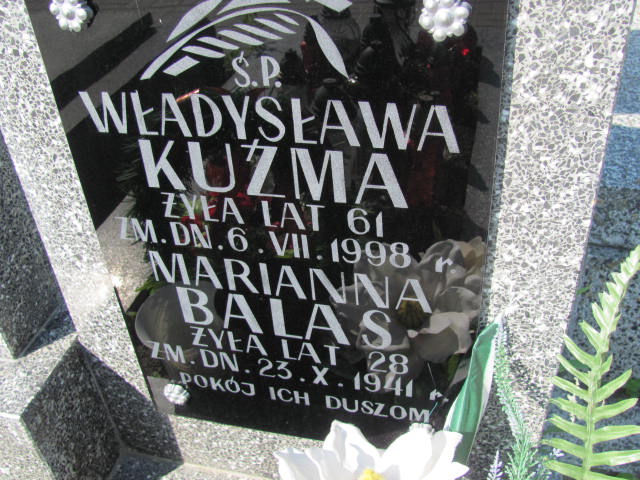 Ś.P.
WŁADYSŁAWA
KUŹMA
ŻYŁA LAT 61
ZM. DN. 6. VII. 1998 r.
MARIANNA
BALAS
ŻYŁA LAT 28
ZM. DN. 23. X. 1941 r.
POKÓJ ICH DUSZOM